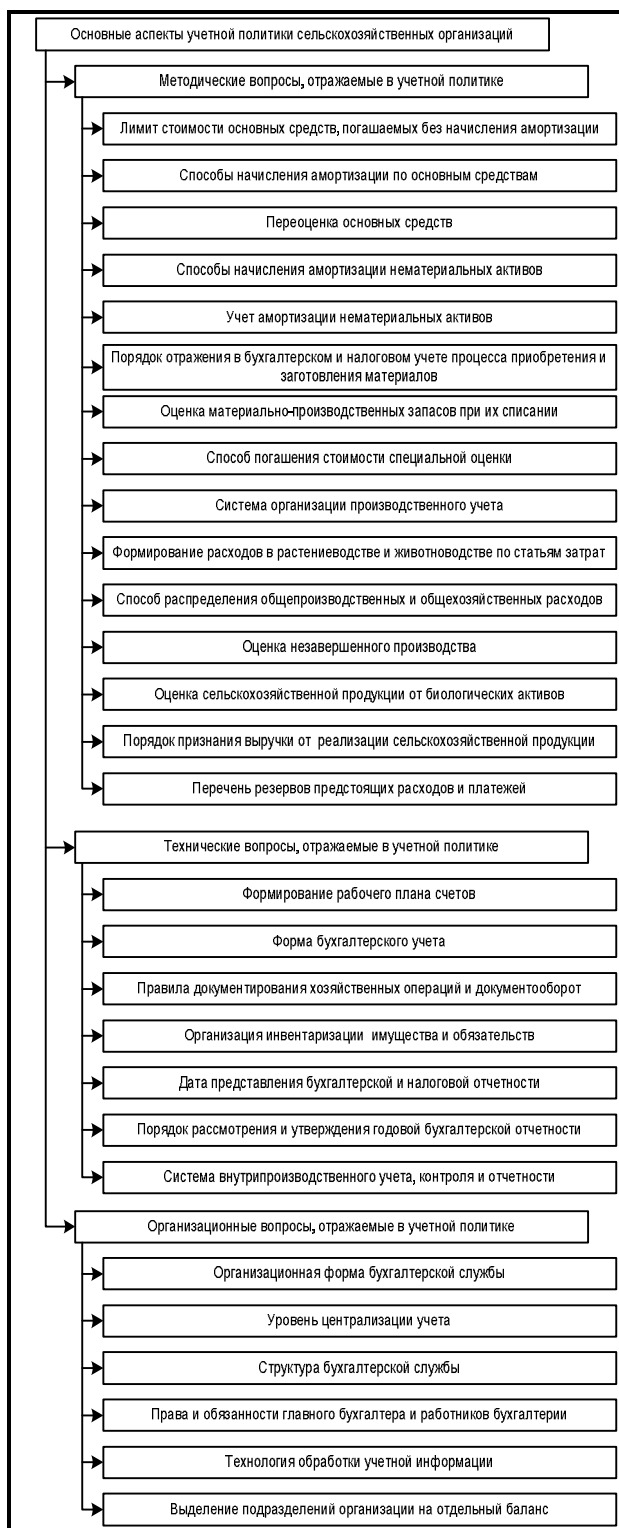 Основные аспекты учетной политики сельскохозяйственных организаций
Методические вопросы, отражаемые в учетной политике
Лимит стоимости основных средств, погашаемых без начисления амортизации
Способы начисления амортизации по основным средствам
Переоценка основных средств
Способы начисления амортизации нематериальных активов
Учет амортизации нематериальных активов
Порядок отражения в бухгалтерском и налоговом учете процесса приобретения и
заготовления материалов
Оценка материально-производственных запасов при их списании
Способ погашения стоимости специальной оценки
Система организации производственного учета
Формирование расходов в растениеводстве и животноводстве по статьям затрат
Способ распределения общепроизводственных и общехозяйственных расходов
Оценка незавершенного производства
Оценка сельскохозяйственной продукции от биологических активов
Порядок признания выручки от реализации сельскохозяйственной продукции
Перечень резервов предстоящих расходов и платежей
Технические вопросы, отражаемые в учетной политике
Формирование рабочего плана счетов
Форма бухгалтерского учета
Правила документирования хозяйственных операций и документооборот
Организация инвентаризации имущества и обязательств
Дата представления бухгалтерской и налоговой отчетности
Порядок рассмотрения и утверждения годовой бухгалтерской отчетности
Система внутрипроизводственного учета, контроля и отчетности
Организационные вопросы, отражаемые в учетной политике
Организационная форма бухгалтерской службы
Уровень централизации учета
Структура бухгалтерской службы
Права и обязанности главного бухгалтера и работников бухгалтерии
Технология обработки учетной информации
Выделение подразделений организации на отдельный баланс